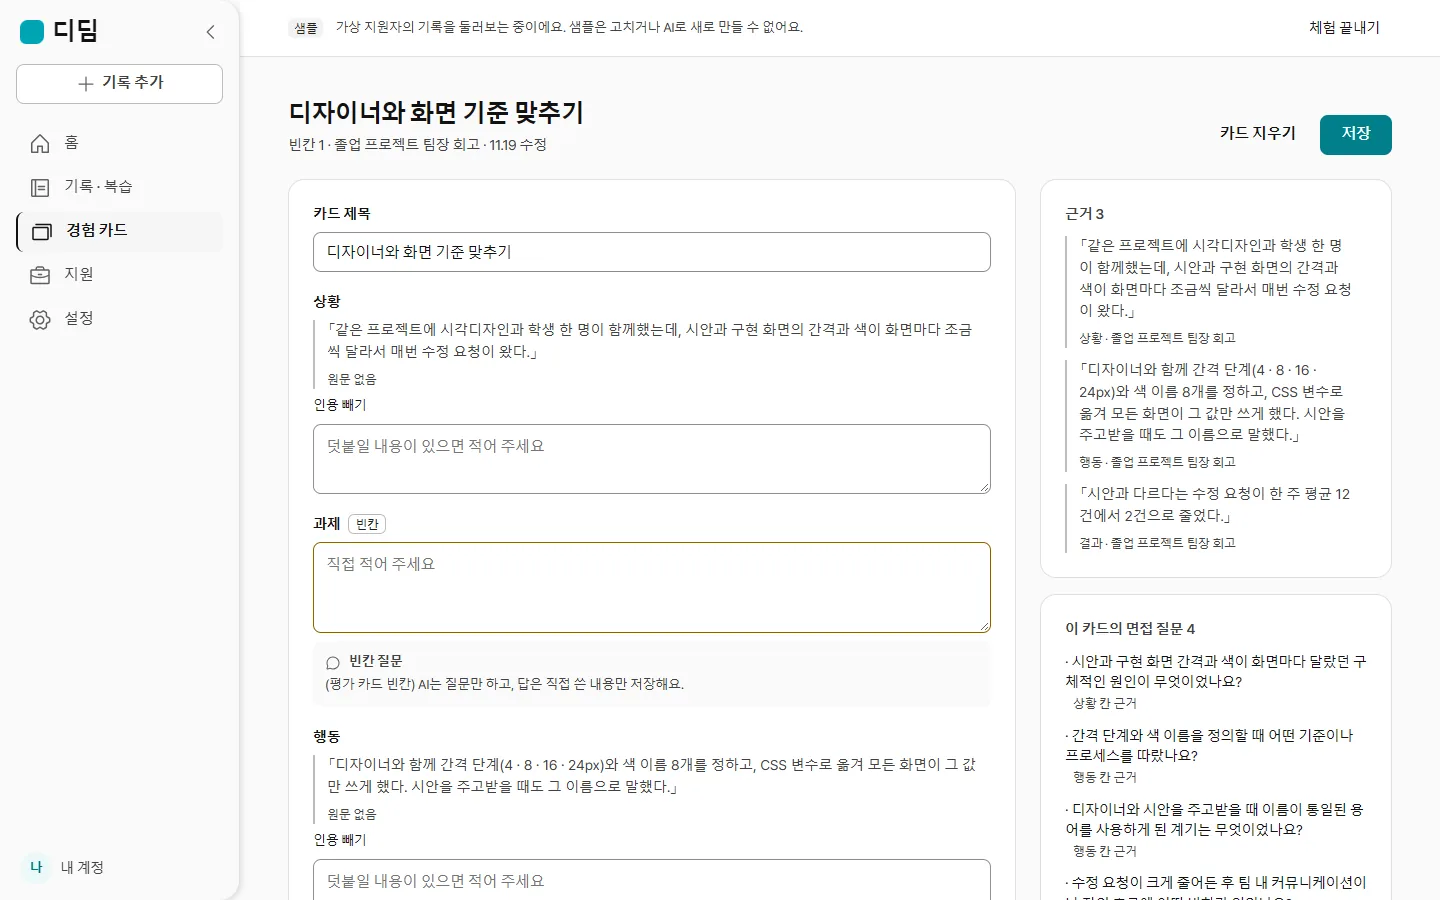 디딤
기록 추가
홈
기록 · 복습
경험 카드
지원
설정
나 내 계정
샘플 가상 지원자의 기록을 둘러보는 중이에요. 샘플은 고치거나 AI로 새로 만들 수 없어요.
체험 끝내기
디자이너와 화면 기준 맞추기
빈칸 1 · 졸업 프로젝트 팀장 회고 · 11.19 수정
카드 지우기
저장
카드 제목
디자이너와 화면 기준 맞추기
상황
「같은 프로젝트에 시각디자인과 학생 한 명이 함께했는데, 시안과 구현 화면의 간격과 색이 화면마다 조금
씩 달라서 매번 수정 요청이 왔다.」
원문 없음
인용 빼기
덧붙일 내용이 있으면 적어 주세요
과제 빈칸
직접 적어 주세요
빈칸 질문
(평가 카드 빈칸) AI는 질문만 하고, 답은 직접 쓴 내용만 저장해요.
행동
「디자이너와 함께 간격 단계(4 · 8 · 16 · 24px)와 색 이름 8개를 정하고, CSS 변수로 옮겨 모든 화면이 그 값
만 쓰게 했다. 시안을 주고받을 때도 그 이름으로 말했다.」
원문 없음
인용 빼기
덧붙일 내용이 있으면 적어 주세요
근거 3
「같은 프로젝트에 시각디자인과 학생 한 명
이 함께했는데, 시안과 구현 화면의 간격과
색이 화면마다 조금씩 달라서 매번 수정 요청
이 왔다.」
상황 · 졸업 프로젝트 팀장 회고
「디자이너와 함께 간격 단계(4 · 8 · 16 ·
24px)와 색 이름 8개를 정하고, CSS 변수로
옮겨 모든 화면이 그 값만 쓰게 했다. 시안을
주고받을 때도 그 이름으로 말했다.」
행동 · 졸업 프로젝트 팀장 회고
「시안과 다르다는 수정 요청이 한 주 평균 12
건에서 2건으로 줄었다.」
결과 · 졸업 프로젝트 팀장 회고
이 카드의 면접 질문 4
· 시안과 구현 화면 간격과 색이 화면마다 달랐던 구
체적인 원인이 무엇이었나요?
상황 칸 근거
· 간격 단계와 색 이름을 정의할 때 어떤 기준이나
프로세스를 따랐나요?
행동 칸 근거
· 디자이너와 시안을 주고받을 때 이름이 통일된 용
어를 사용하게 된 계기는 무엇이었나요?
행동 칸 근거
· 수정 요청이 크게 줄어든 후 팀 내 커뮤니케이션이